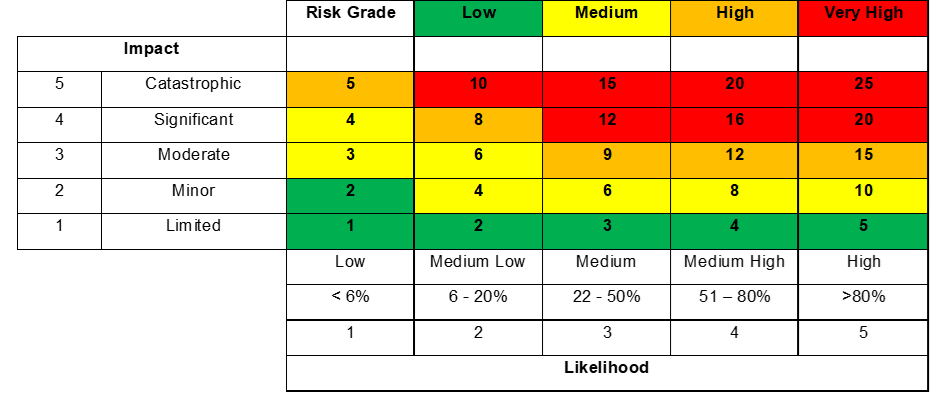 Risk Grade Low Medium High Very High
Impact
5 Catastrophic 5 10 15 20 25
4 Significant 4 8 12 16 20
3 Moderate 3 6 9 12 15
2 Minor 2 4 6 8 10
1 Limited 1 2 3 4 5
Low Medium Low Medium Medium High High
< 6% 6 - 20% 22 - 50% 51 – 80% >80%
1 2 3 4 5
Likelihood